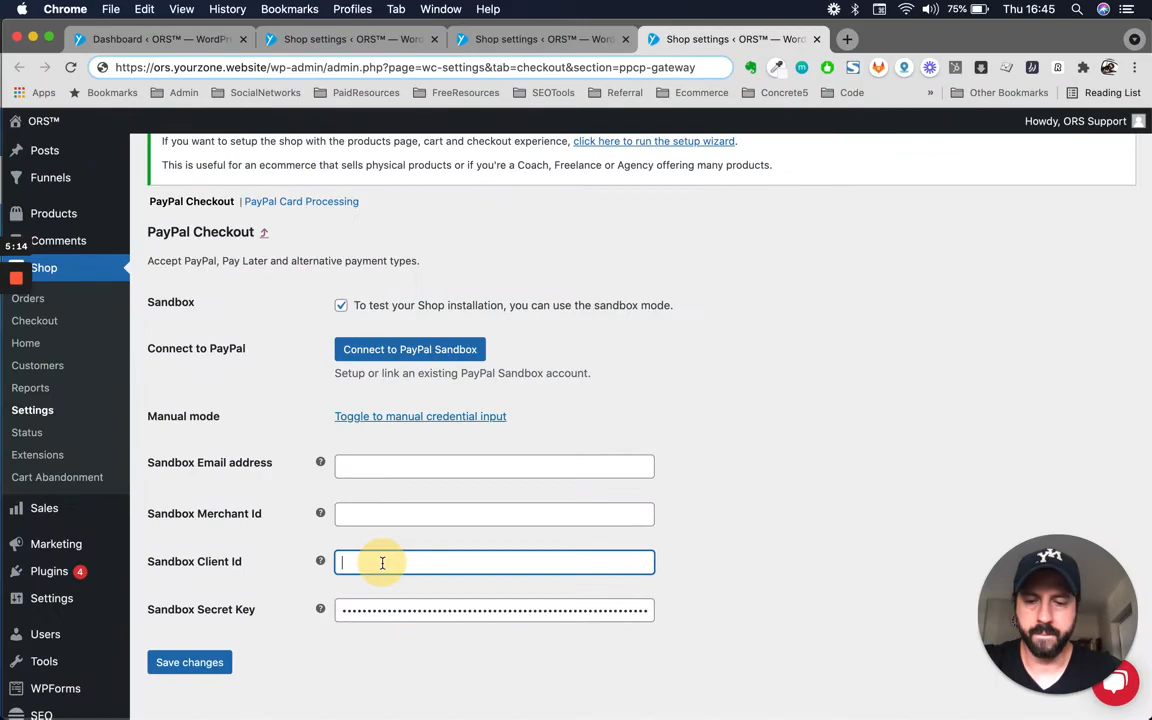 Chrome File Edit View History Bookmarks Profiles Tab Window Help 75% Thu 16:45
Dashboard ‹ ORS™ — WordPr Shop settings ‹ ORS™ — Wor Shop settings ‹ ORS™ — Wor Shop settings ‹ ORS™ — Word
https://ors.yourzone.website/wp-admin/admin.php?page=wc-settings&tab=checkout&section=ppcp-gateway
Apps Bookmarks Admin SocialNetworks PaidResources FreeResources SEOTools Referral Ecommerce Concrete5 Code » Other Bookmarks Reading List
ORS™ Howdy, ORS Support
Posts
Funnels
Products
Comments
5:14
Shop
Orders
Checkout
Home
Customers
Reports
Settings
Status
Extensions
Cart Abandonment
Sales
Marketing
Plugins 4
Settings
Users
Tools
WPForms
SEO
If you want to setup the shop with the products page, cart and checkout experience, click here to run the setup wizard.
This is useful for an ecommerce that sells physical products or if you're a Coach, Freelance or Agency offering many products.
PayPal Checkout | PayPal Card Processing
PayPal Checkout
Accept PayPal, Pay Later and alternative payment types.
Sandbox To test your Shop installation, you can use the sandbox mode.
Connect to PayPal Connect to PayPal Sandbox
Setup or link an existing PayPal Sandbox account.
Manual mode Toggle to manual credential input
Sandbox Email address
Sandbox Merchant Id
Sandbox Client Id
Sandbox Secret Key
Save changes